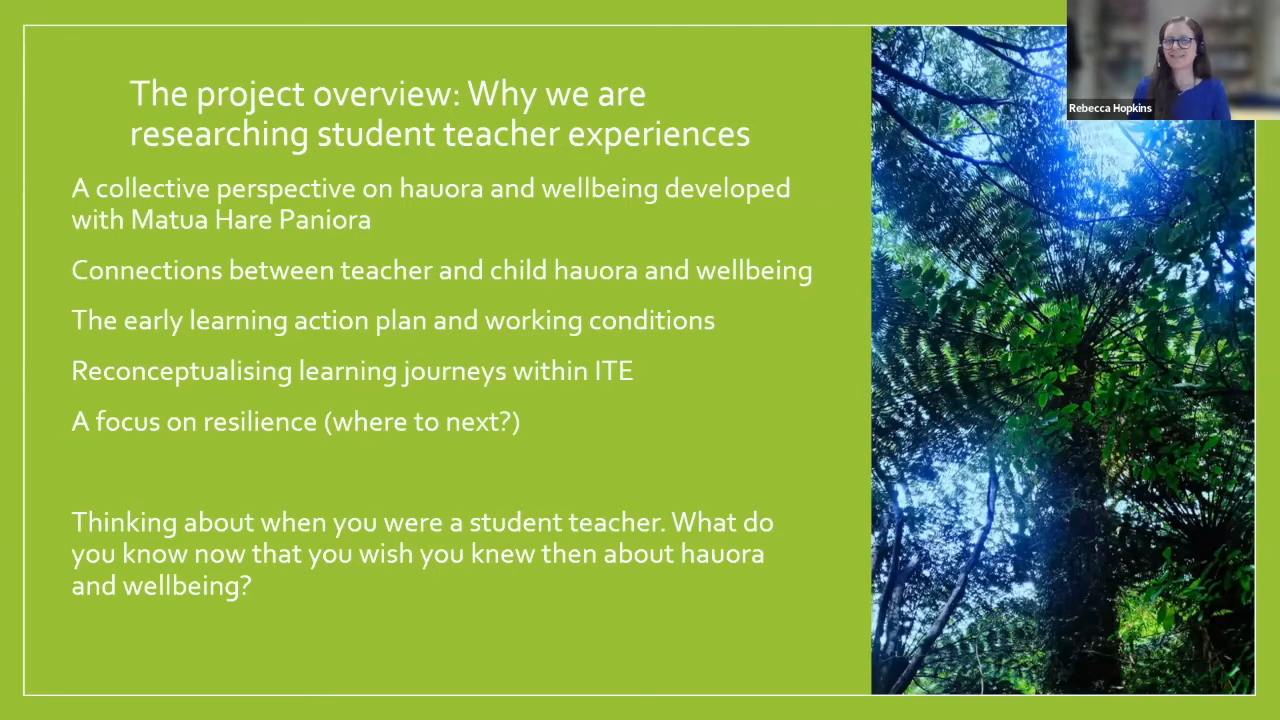 The project overview: Why we are
researching student teacher experiences
A collective perspective on hauora and wellbeing developed
with Matua Hare Paniora
Connections between teacher and child hauora and wellbeing
The early learning action plan and working conditions
Reconceptualising learning journeys within ITE
A focus on resilience (where to next?)
Thinking about when you were a student teacher. What do
you know now that you wish you knew then about hauora
and wellbeing?
Rebecca Hopkins